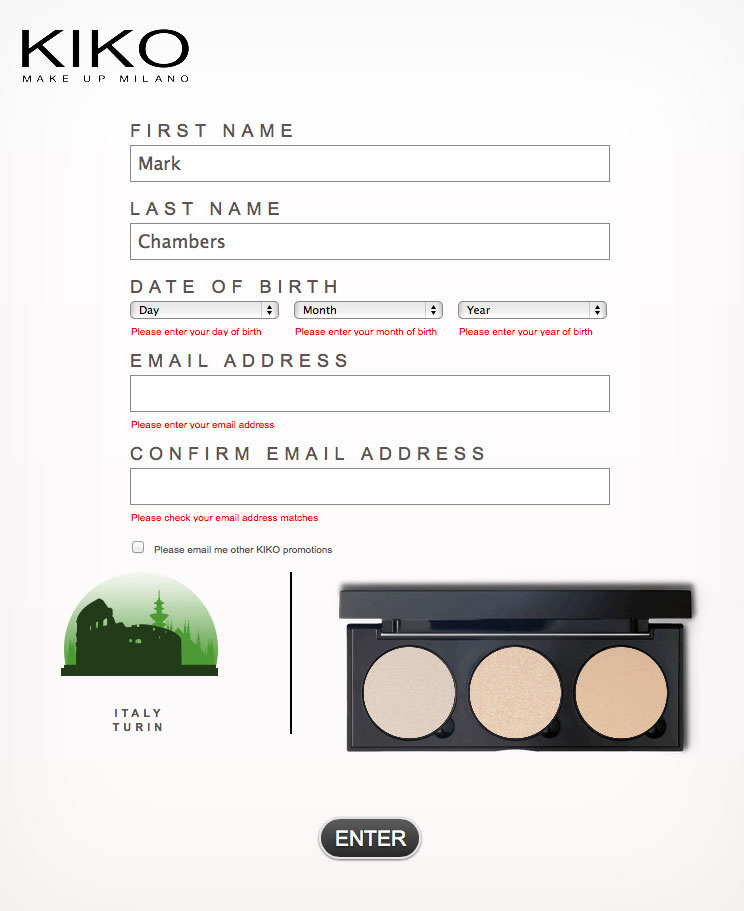 KIKO
MAKE UP MILANO
FIRST NAME
Mark
LAST NAME
Chambers
DATE OF BIRTH
Day Month Year
Please enter your day of birth Please enter your month of birth Please enter your year of birth
EMAIL ADDRESS
Please enter your email address
CONFIRM EMAIL ADDRESS
Please check your email address matches
Please email me other KIKO promotions
ITALY
TURIN
ENTER